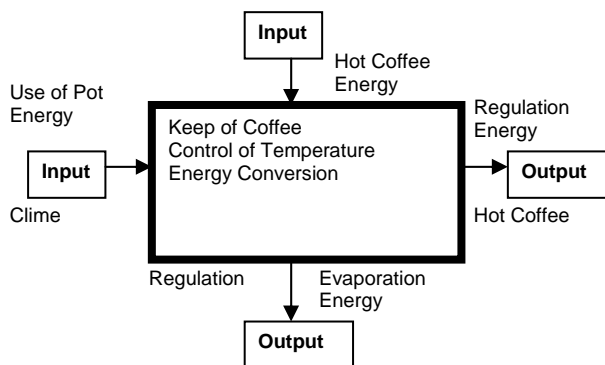 Input
Hot Coffee
Energy
Use of Pot
Energy
Regulation
Energy
Keep of Coffee
Control of Temperature
Energy Conversion
Input
Output
Clime
Hot Coffee
Regulation
Evaporation
Energy
Output